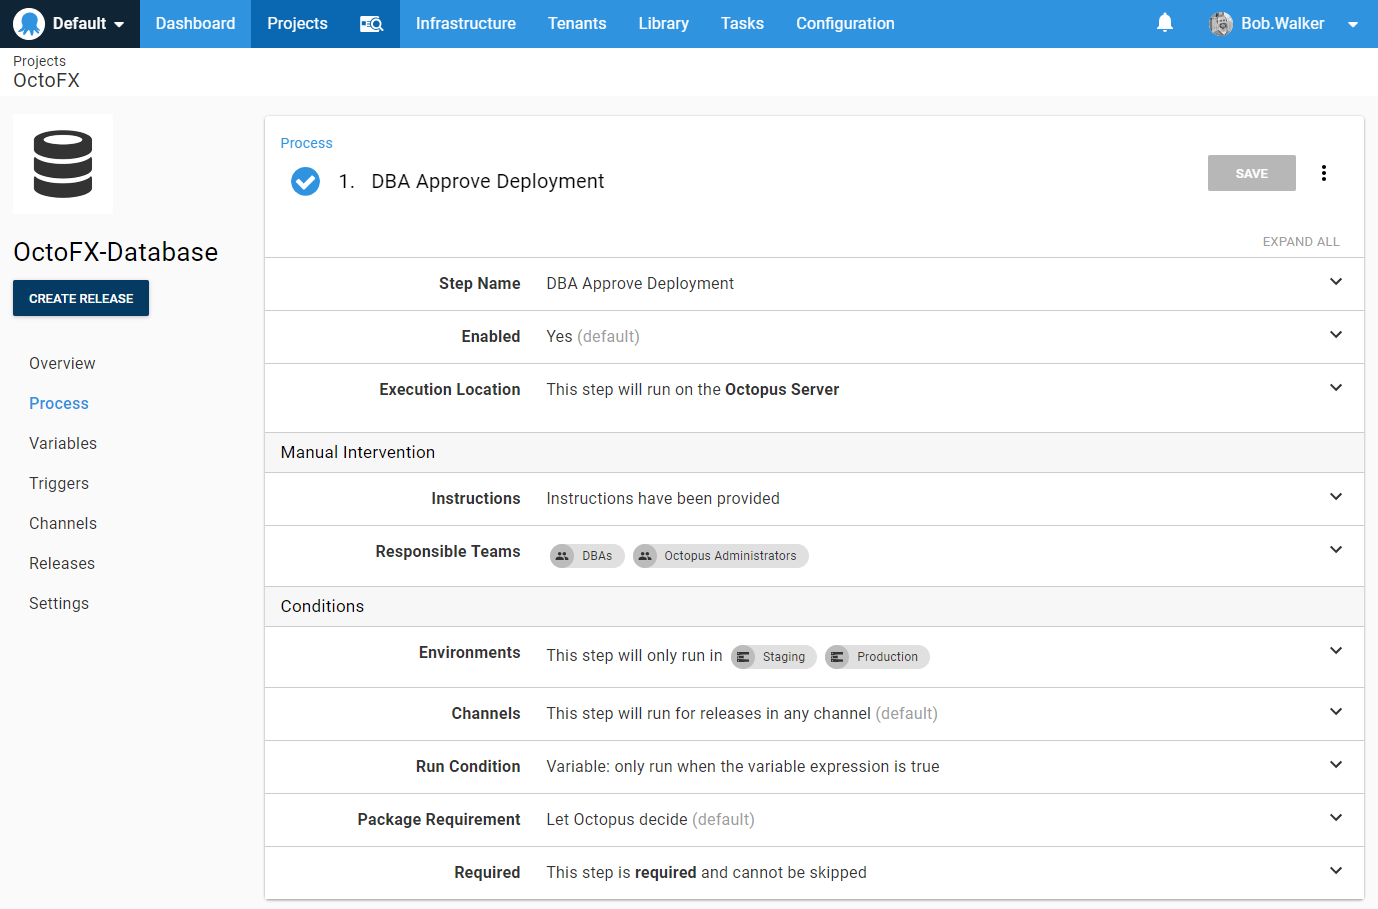 Default Dashboard Projects Infrastructure Tenants Library Tasks Configuration Bob.Walker
Projects
OctoFX
OctoFX-Database
CREATE RELEASE
Overview
Process
Variables
Triggers
Channels
Releases
Settings
Process
1. DBA Approve Deployment
SAVE
EXPAND ALL
Step Name DBA Approve Deployment
Enabled Yes (default)
Execution Location This step will run on the Octopus Server
Manual Intervention
Instructions Instructions have been provided
Responsible Teams DBAs Octopus Administrators
Conditions
Environments This step will only run in Staging Production
Channels This step will run for releases in any channel (default)
Run Condition Variable: only run when the variable expression is true
Package Requirement Let Octopus decide (default)
Required This step is required and cannot be skipped